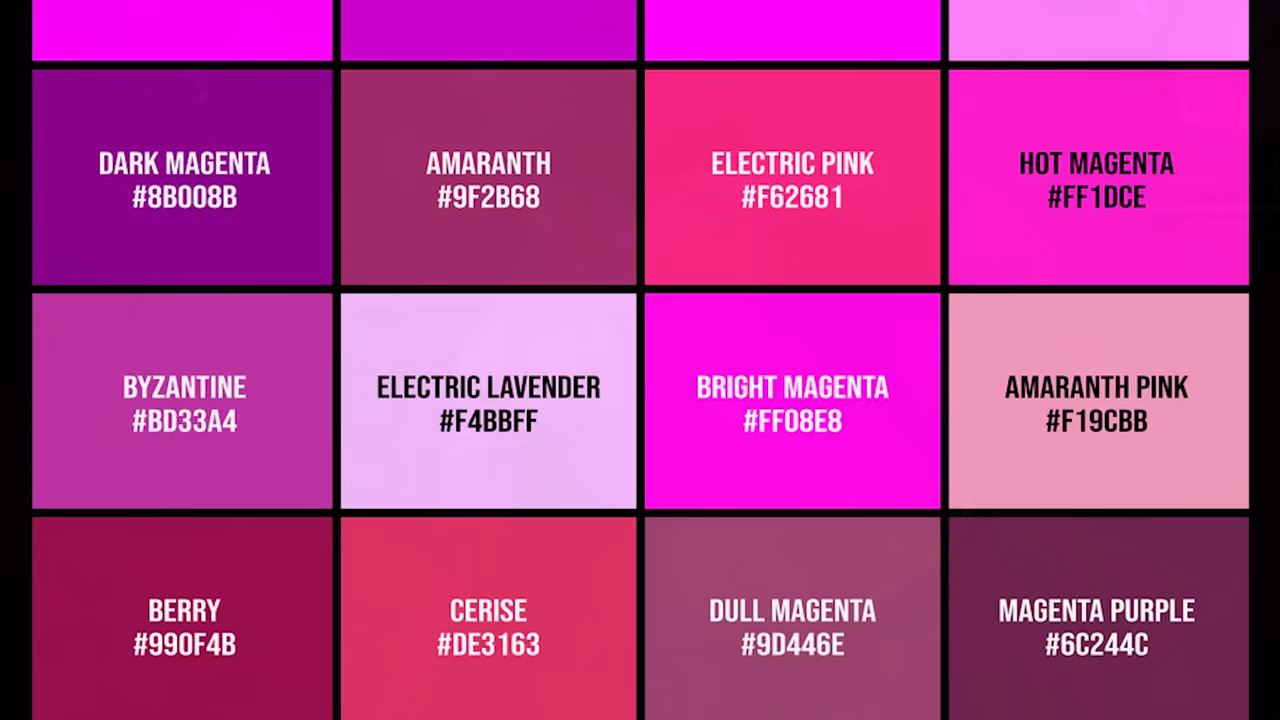 DARK MAGENTA
#8B008B
AMARANTH
#9F2B68
ELECTRIC PINK
#F62681
HOT MAGENTA
#FF1DCE
BYZANTINE
#BD33A4
ELECTRIC LAVENDER
#F4BBFF
BRIGHT MAGENTA
#FF08E8
AMARANTH PINK
#F19CBB
BERRY
#990F4B
CERISE
#DE3163
DULL MAGENTA
#9D446E
MAGENTA PURPLE
#6C244C